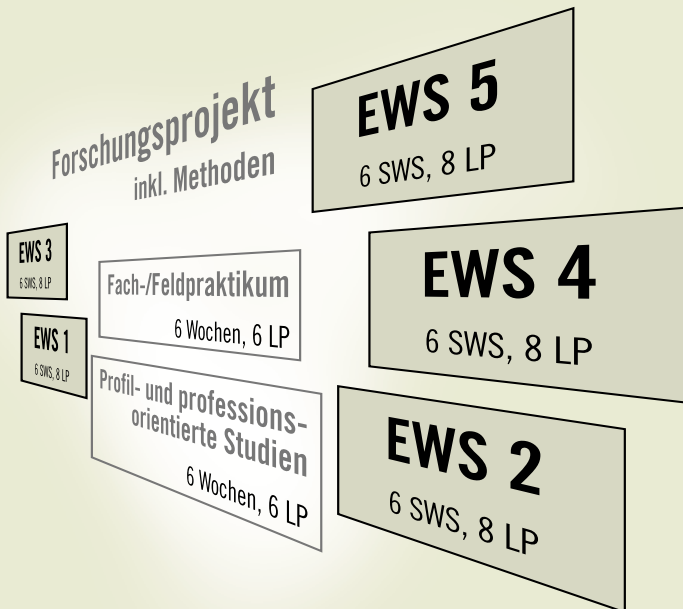 Forschungsprojekt
inkl. Methoden
EWS 5
6 SWS, 8 LP
EWS 3
6 SWS, 8 LP
Fach-/Feldpraktikum
6 Wochen, 6 LP
EWS 4
6 SWS, 8 LP
EWS 1
6 SWS, 8 LP
Profil- und professions-
orientierte Studien
6 Wochen, 6 LP
EWS 2
6 SWS, 8 LP